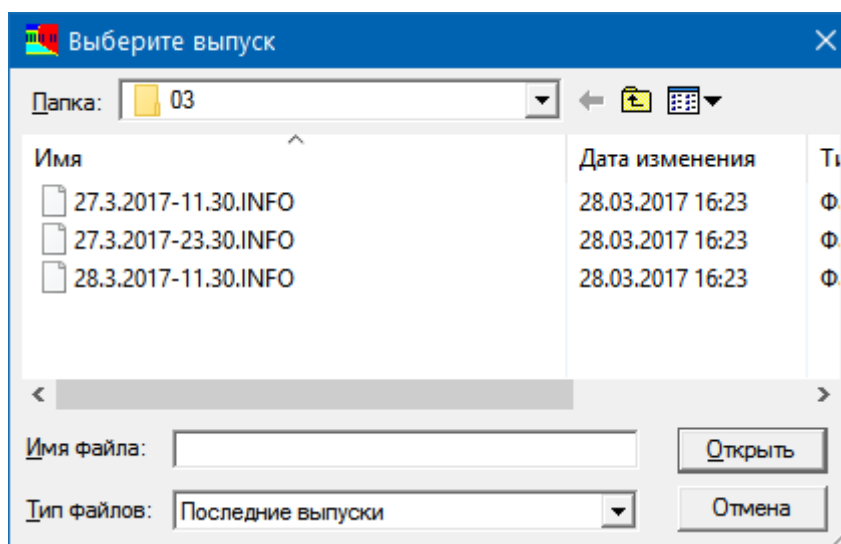 Выберите выпуск
Папка: 03
Имя Дата изменения
27.3.2017-11.30.INFO 28.03.2017 16:23
27.3.2017-23.30.INFO 28.03.2017 16:23
28.3.2017-11.30.INFO 28.03.2017 16:23
Имя файла: Открыть
Тип файлов: Последние выпуски Отмена